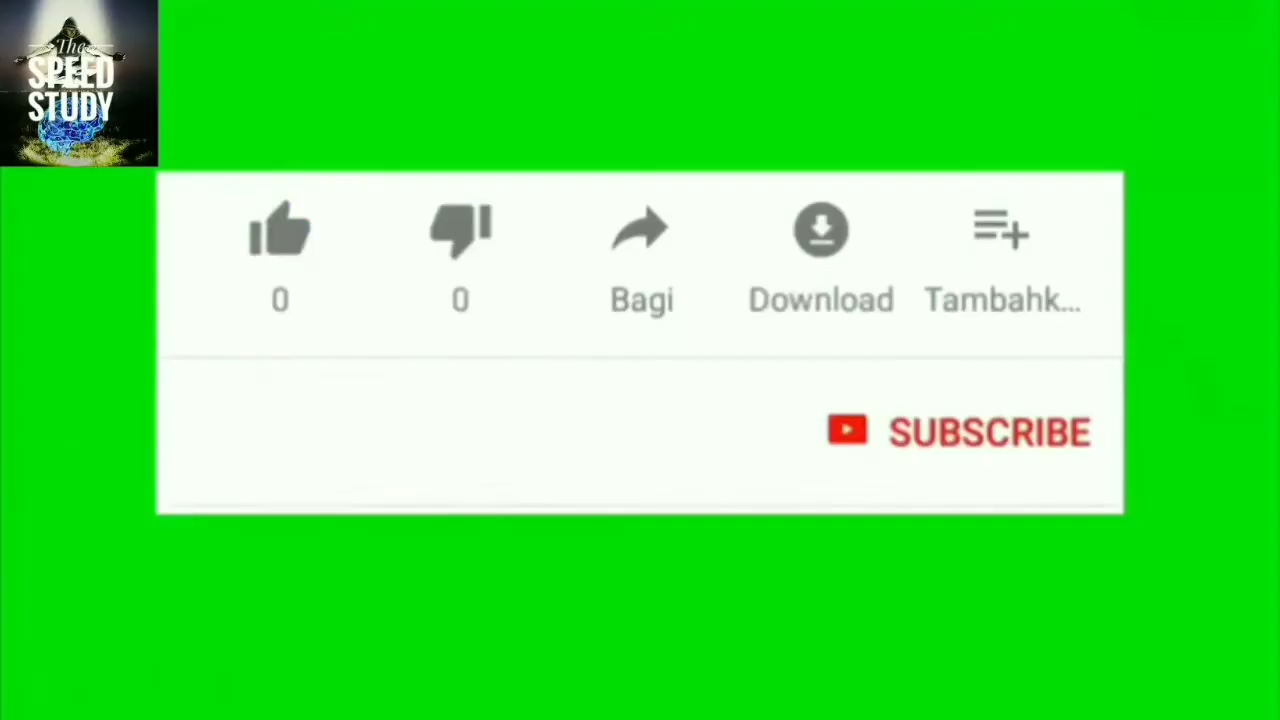 The
SPEED
STUDY
0 0 Bagi Download Tambahk...
SUBSCRIBE